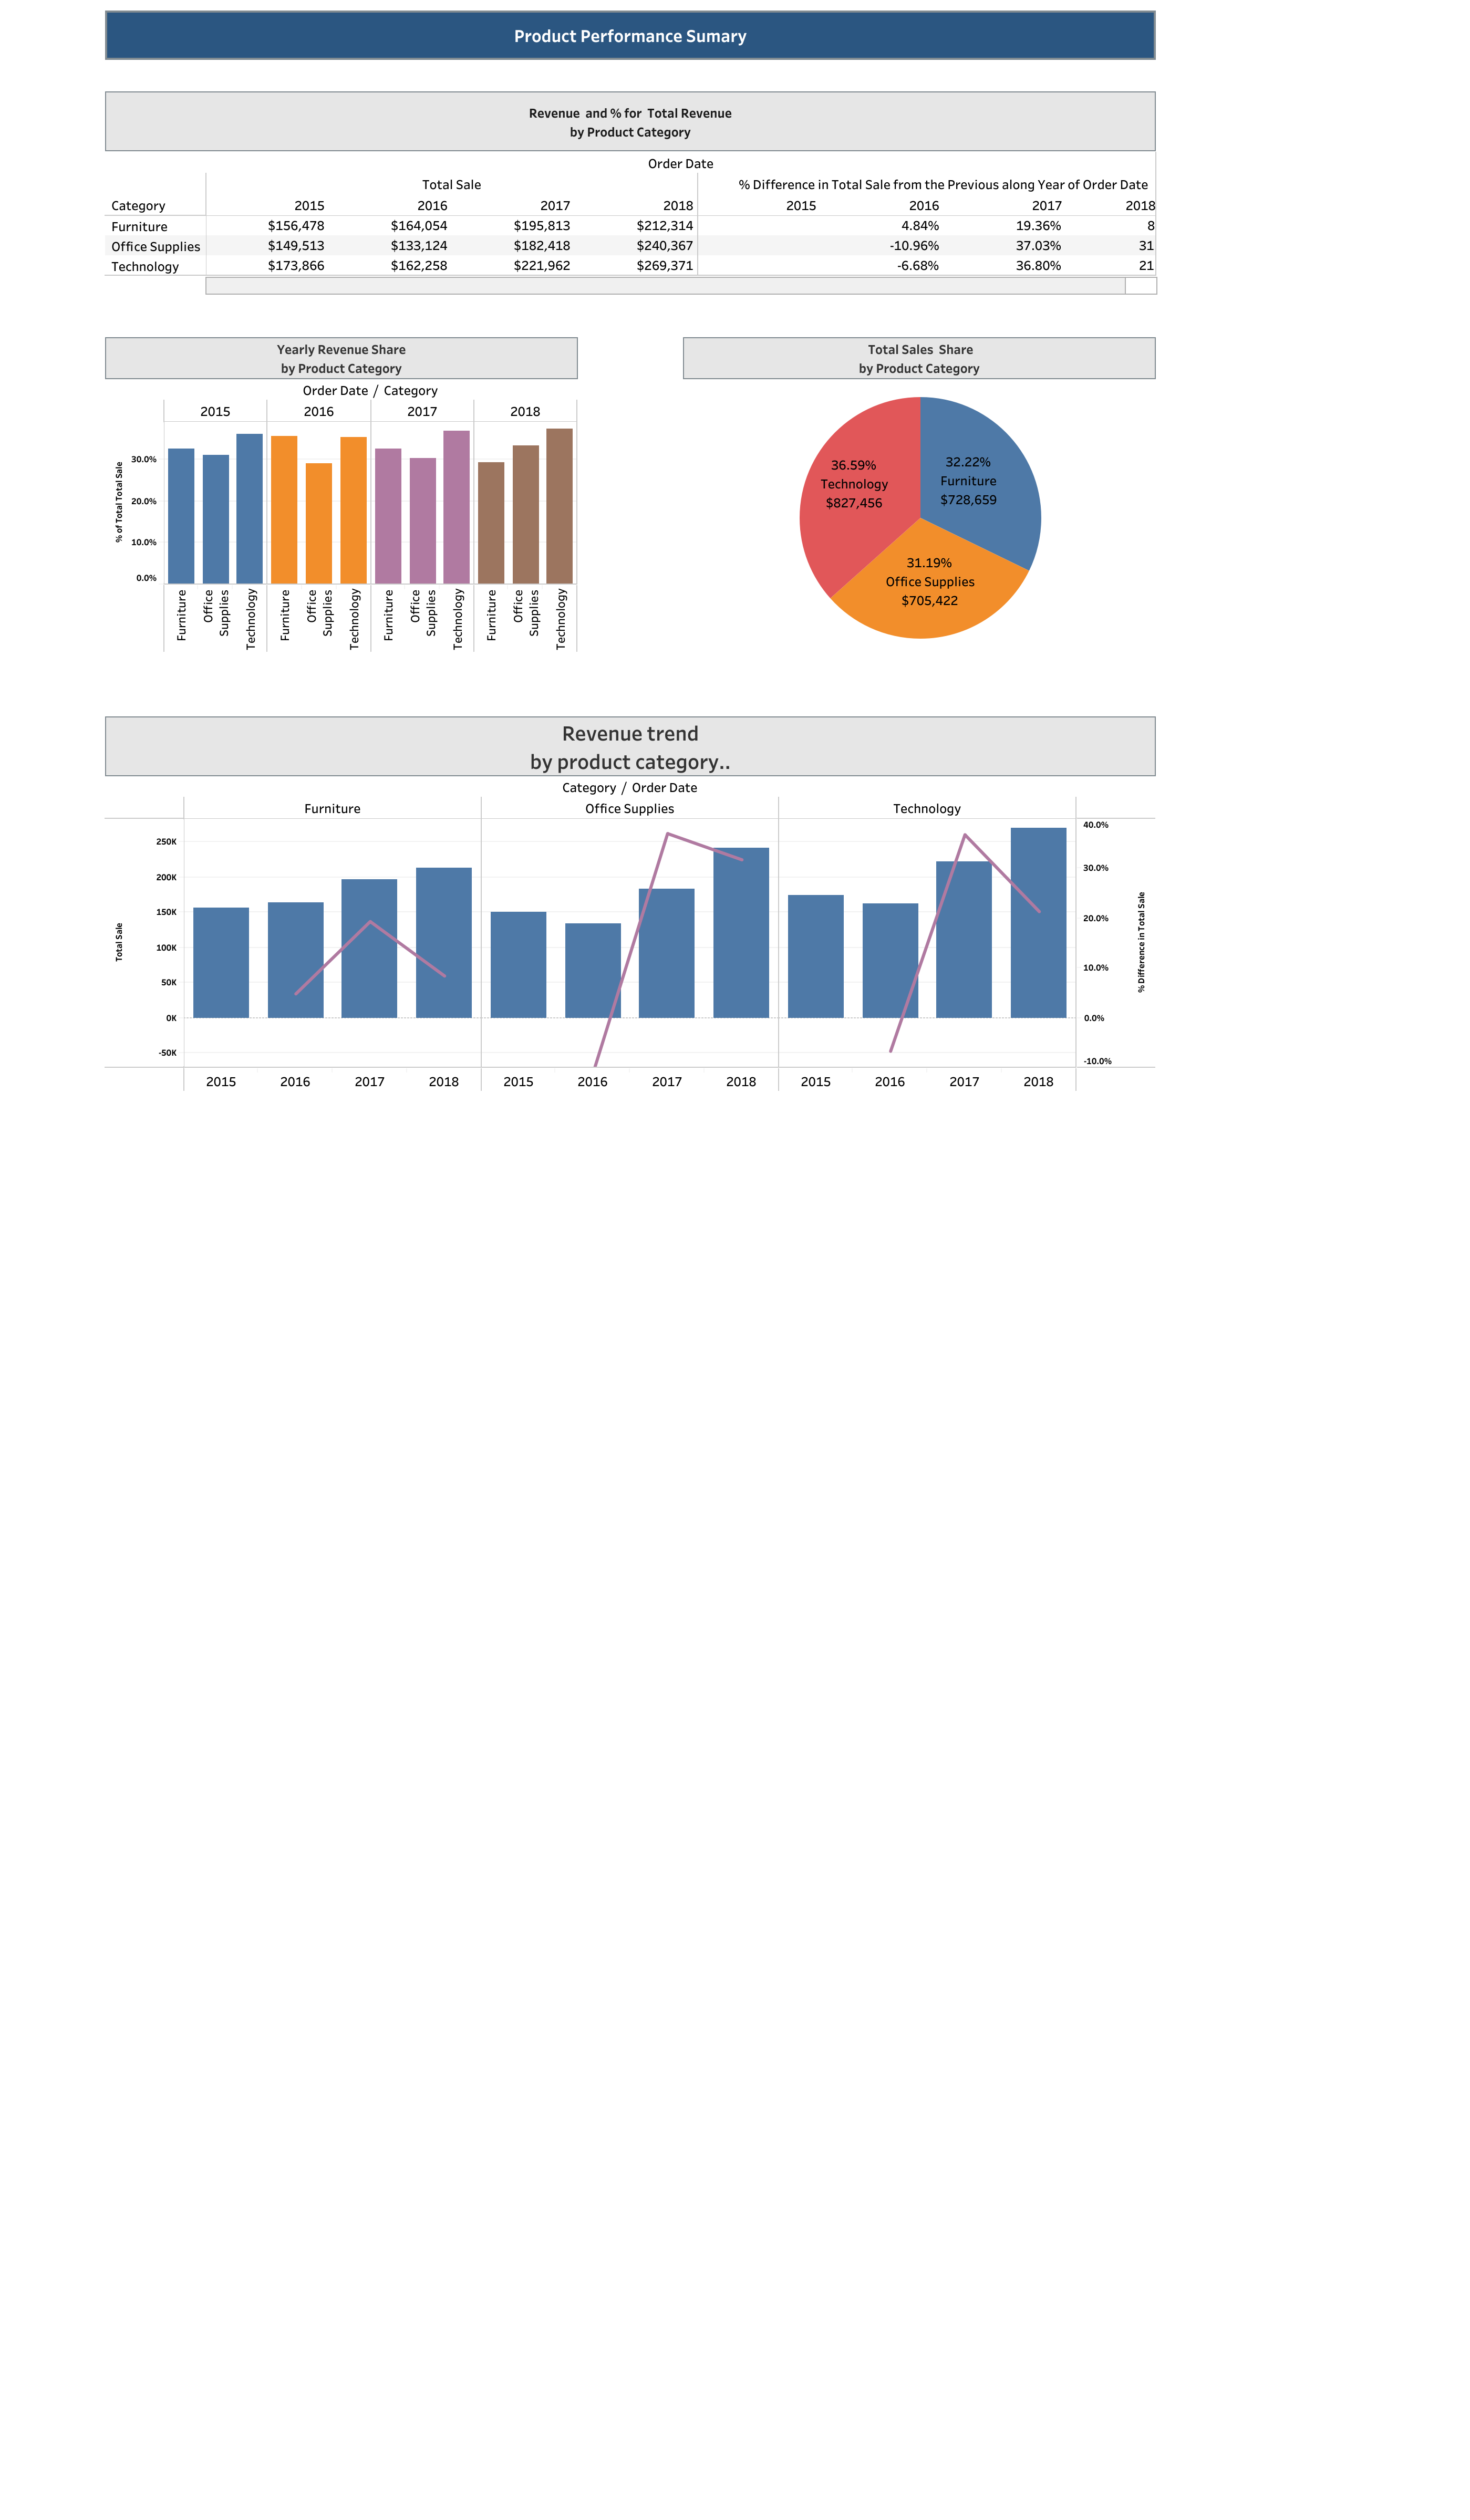 Product Performance Sumary
Revenue and % for Total Revenue
by Product Category
Order Date
Total Sale % Difference in Total Sale from the Previous along Year of Order Date
Category 2015 2016 2017 2018 2015 2016 2017 2018
Furniture $156,478 $164,054 $195,813 $212,314 4.84% 19.36% 8
Office Supplies $149,513 $133,124 $182,418 $240,367 -10.96% 37.03% 31
Technology $173,866 $162,258 $221,962 $269,371 -6.68% 36.80% 21
Yearly Revenue Share
by Product Category
Order Date / Category
2015 2016 2017 2018
% of Total Total Sale
30.0%
20.0%
10.0%
0.0%
Furniture
Office
Supplies
Technology
Furniture
Office
Supplies
Technology
Furniture
Office
Supplies
Technology
Furniture
Office
Supplies
Technology
Total Sales Share
by Product Category
36.59%
Technology
$827,456
32.22%
Furniture
$728,659
31.19%
Office Supplies
$705,422
Revenue trend
by product category..
Category / Order Date
Furniture Office Supplies Technology
Total Sale
250K
200K
150K
100K
50K
0K
-50K
40.0%
30.0%
20.0%
10.0%
0.0%
-10.0%
% Difference in Total Sale
2015 2016 2017 2018 2015 2016 2017 2018 2015 2016 2017 2018